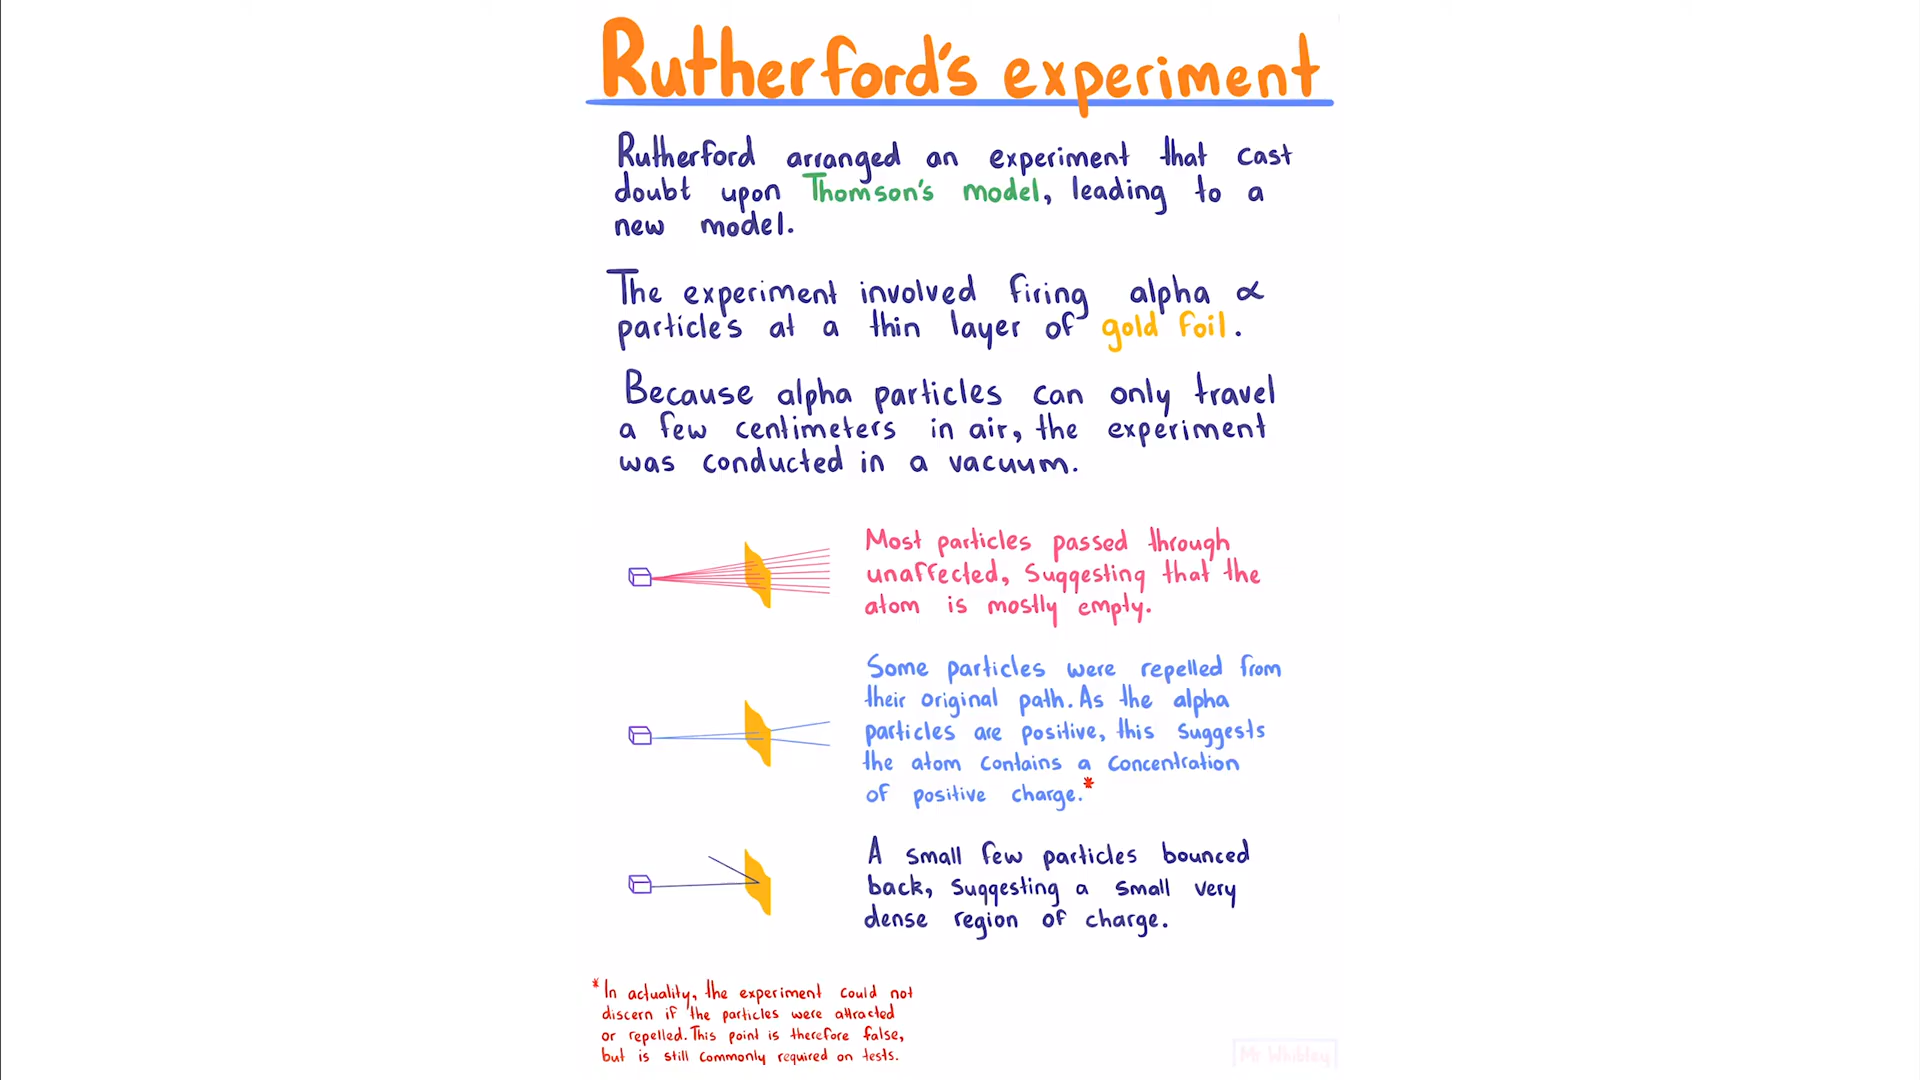 Rutherford's experiment
Rutherford arranged an experiment that cast
doubt upon Thomson's model, leading to a
new model.
The experiment involved firing alpha ∝
particles at a thin layer of gold foil.
Because alpha particles can only travel
a few centimeters in air, the experiment
was conducted in a vacuum.
Most particles passed through
unaffected, suggesting that the
atom is mostly empty.
Some particles were repelled from
their original path. As the alpha
particles are positive, this suggests
the atom contains a concentration
of positive charge.*
A small few particles bounced
back, suggesting a small very
dense region of charge.
*In actuality, the experiment could not
discern if the particles were attracted
or repelled. This point is therefore false,
but is still commonly required on tests.
Mr Whibley